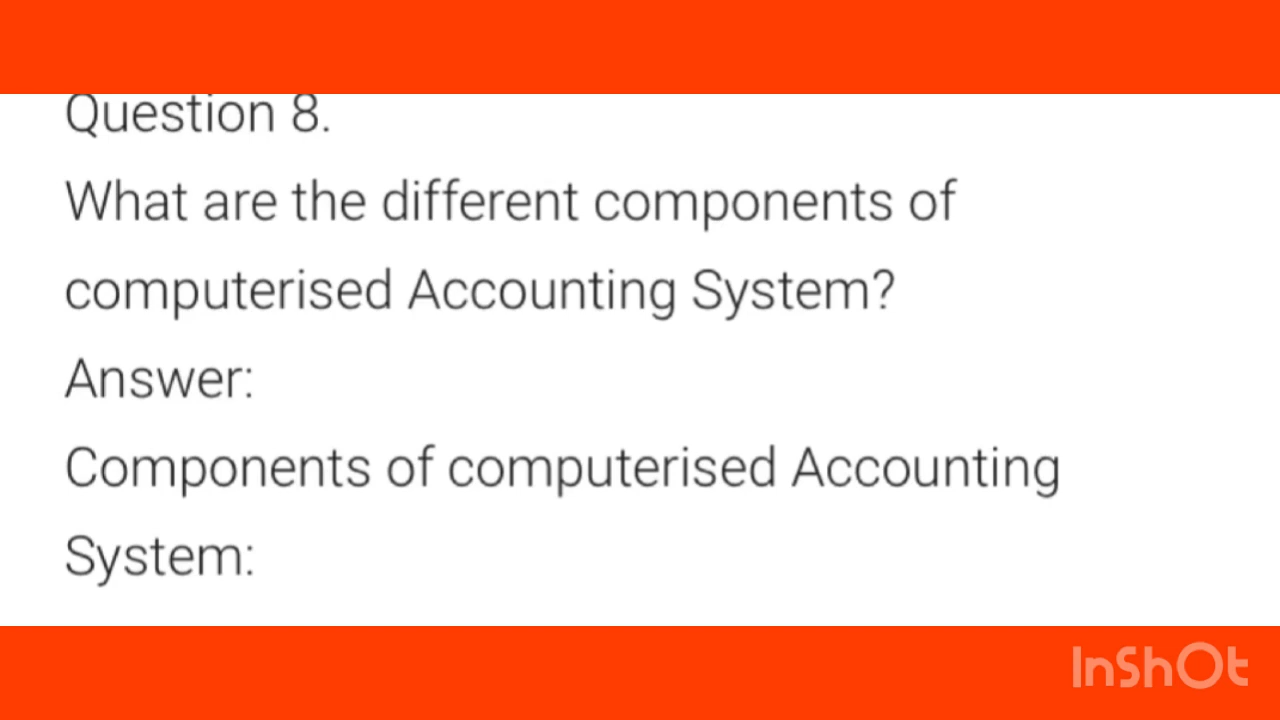 Question 8.
What are the different components of
computerised Accounting System?
Answer:
Components of computerised Accounting
System:
InShOt